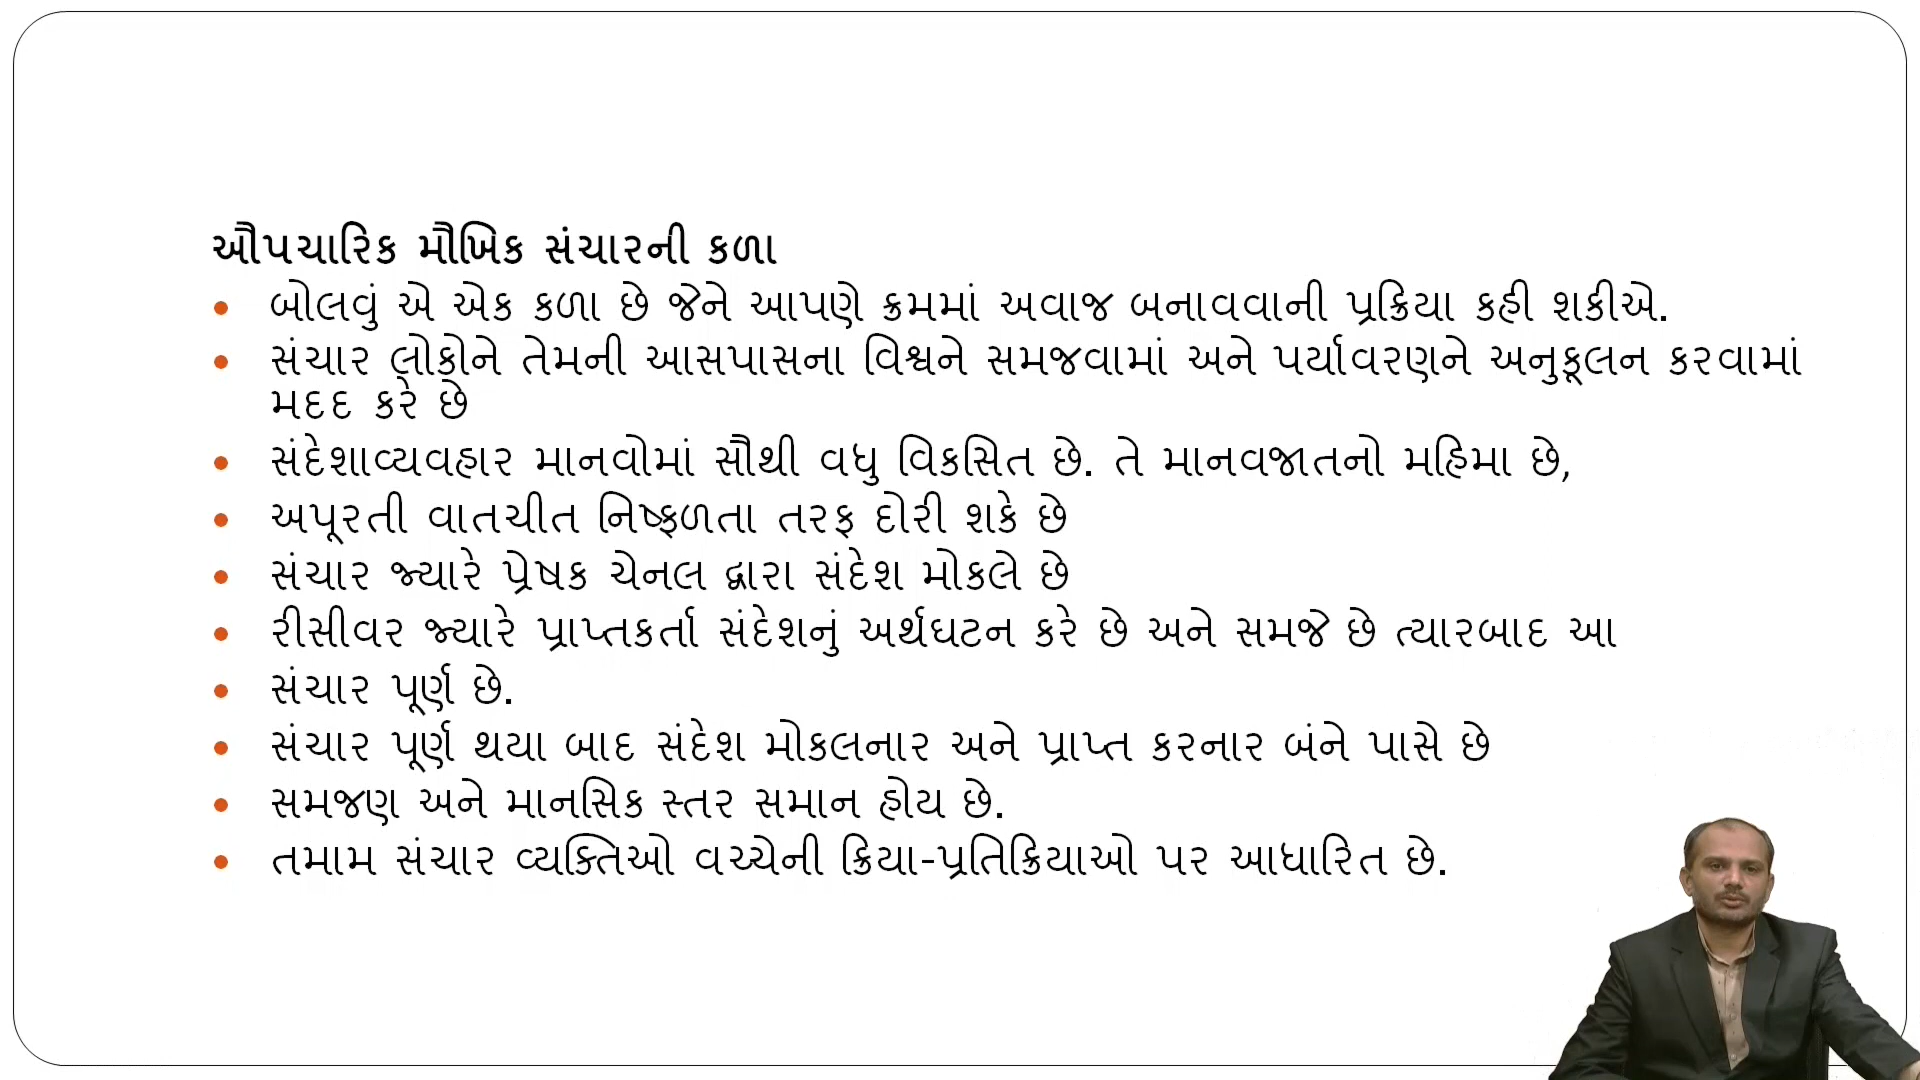 ઔપચારિક મૌખિક સંચારની કળા
• બોલવું એ એક કળા છે જેને આપણે ક્રમમાં અવાજ બનાવવાની પ્રક્રિયા કહી શકીએ.
• સંચાર લોકોને તેમની આસપાસના વિશ્વને સમજવામાં અને પર્યાવરણને અનુકૂલન કરવામાં
મદદ કરે છે
• સંદેશાવ્યવહાર માનવોમાં સૌથી વધુ વિકસિત છે. તે માનવજાતનો મહિમા છે,
• અપૂરતી વાતચીત નિષ્ફળતા તરફ દોરી શકે છે
• સંચાર જ્યારે પ્રેષક ચેનલ દ્વારા સંદેશ મોકલે છે
• રીસીવર જ્યારે પ્રાપ્તકર્તા સંદેશનું અર્થઘટન કરે છે અને સમજે છે ત્યારબાદ આ
• સંચાર પૂર્ણ છે.
• સંચાર પૂર્ણ થયા બાદ સંદેશ મોકલનાર અને પ્રાપ્ત કરનાર બંને પાસે છે
• સમજણ અને માનસિક સ્તર સમાન હોય છે.
• તમામ સંચાર વ્યક્તિઓ વચ્ચેની ક્રિયા-પ્રતિક્રિયાઓ પર આધારિત છે.